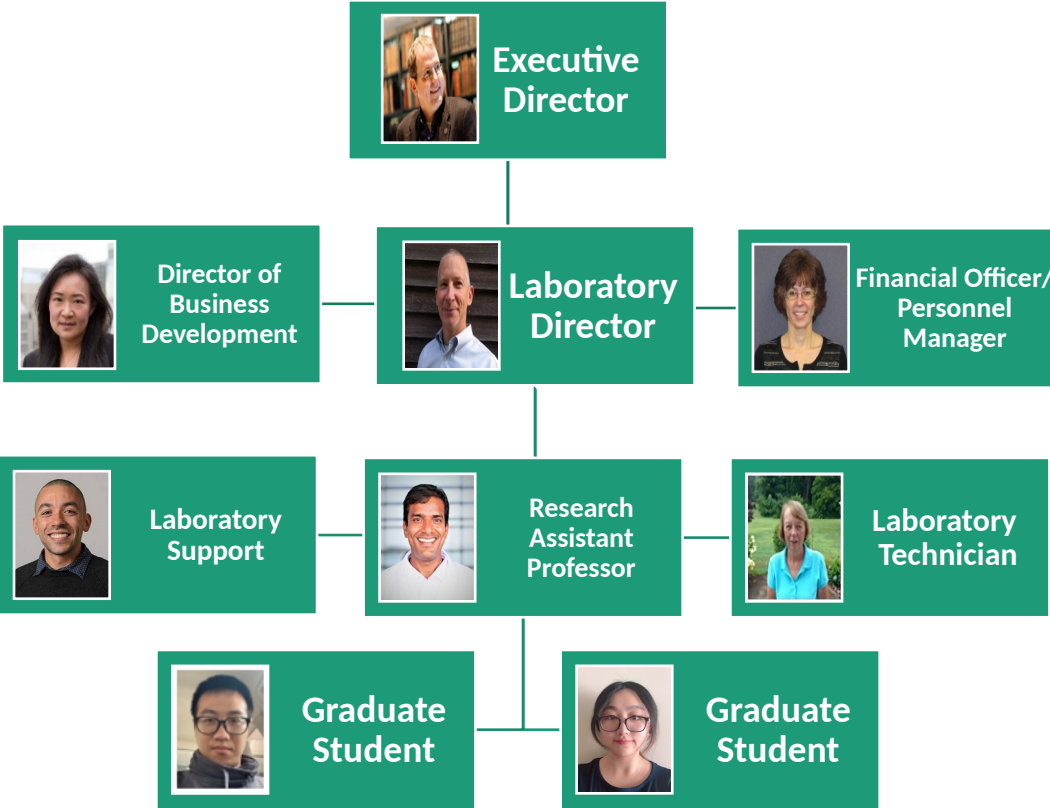 Executive
Director
Director of
Business
Development
Laboratory
Director
Financial Officer/
Personnel
Manager
Laboratory
Support
Research
Assistant
Professor
Laboratory
Technician
Graduate
Student
Graduate
Student